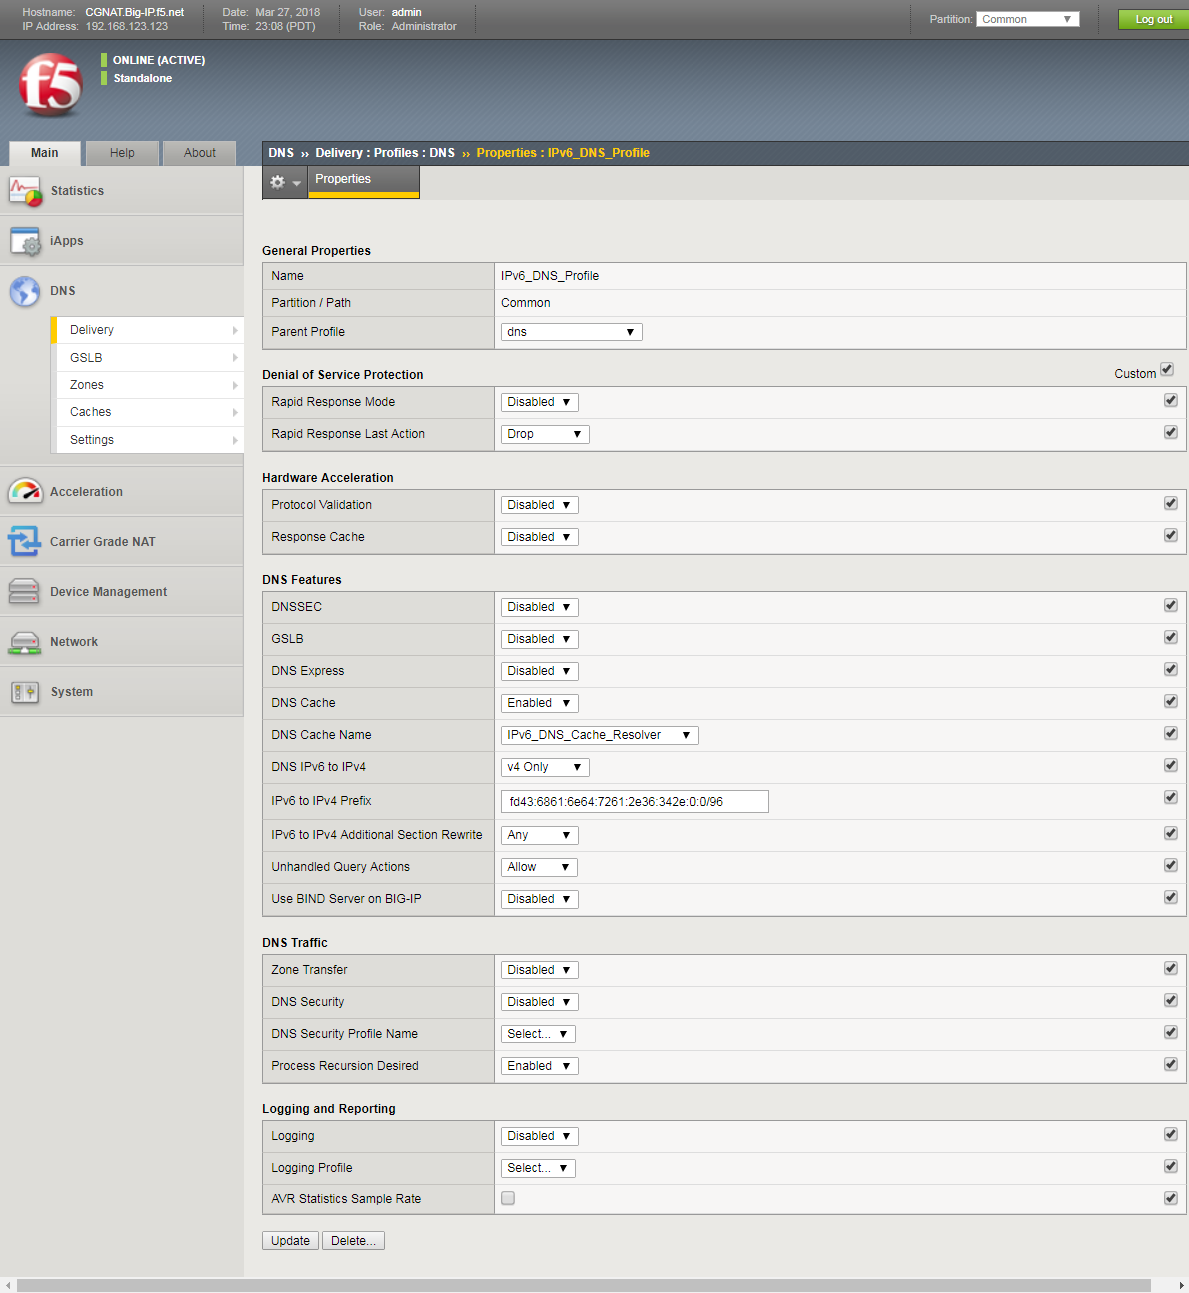 Hostname: CGNAT.Big-IP.f5.net Date: Mar 27, 2018 User: admin
IP Address: 192.168.123.123 Time: 23:08 (PDT) Role: Administrator
Partition: Common Log out
f5
ONLINE (ACTIVE)
Standalone
Main Help About
DNS ›› Delivery : Profiles : DNS ›› Properties : IPv6_DNS_Profile
Properties
Statistics
iApps
DNS
Delivery
GSLB
Zones
Caches
Settings
Acceleration
Carrier Grade NAT
Device Management
Network
System
General Properties
Name IPv6_DNS_Profile
Partition / Path Common
Parent Profile dns
Denial of Service Protection Custom
Rapid Response Mode Disabled
Rapid Response Last Action Drop
Hardware Acceleration
Protocol Validation Disabled
Response Cache Disabled
DNS Features
DNSSEC Disabled
GSLB Disabled
DNS Express Disabled
DNS Cache Enabled
DNS Cache Name IPv6_DNS_Cache_Resolver
DNS IPv6 to IPv4 v4 Only
IPv6 to IPv4 Prefix fd43:6861:6e64:7261:2e36:342e:0:0/96
IPv6 to IPv4 Additional Section Rewrite Any
Unhandled Query Actions Allow
Use BIND Server on BIG-IP Disabled
DNS Traffic
Zone Transfer Disabled
DNS Security Disabled
DNS Security Profile Name Select...
Process Recursion Desired Enabled
Logging and Reporting
Logging Disabled
Logging Profile Select...
AVR Statistics Sample Rate
Update Delete...